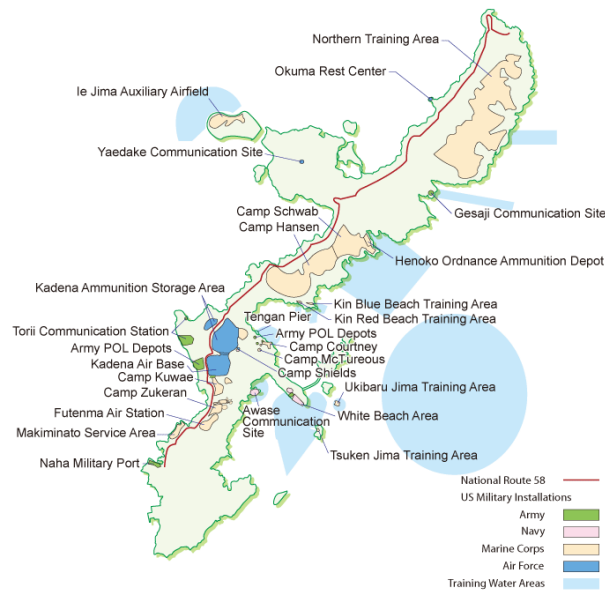 Northern Training Area
Okuma Rest Center
Ie Jima Auxiliary Airfield
Yaedake Communication Site
Gesaji Communication Site
Camp Schwab
Camp Hansen
Henoko Ordnance Ammunition Depot
Kadena Ammunition Storage Area
Kin Blue Beach Training Area
Tengan Pier
Kin Red Beach Training Area
Torii Communication Station
Army POL Depots
Camp Courtney
Army POL Depots
Camp McTureous
Kadena Air Base
Camp Shields
Camp Kuwae
Ukibaru Jima Training Area
Camp Zukeran
Awase
Communication
Site
White Beach Area
Futenma Air Station
Makiminato Service Area
Tsuken Jima Training Area
Naha Military Port
National Route 58
US Military Installations
Army
Navy
Marine Corps
Air Force
Training Water Areas